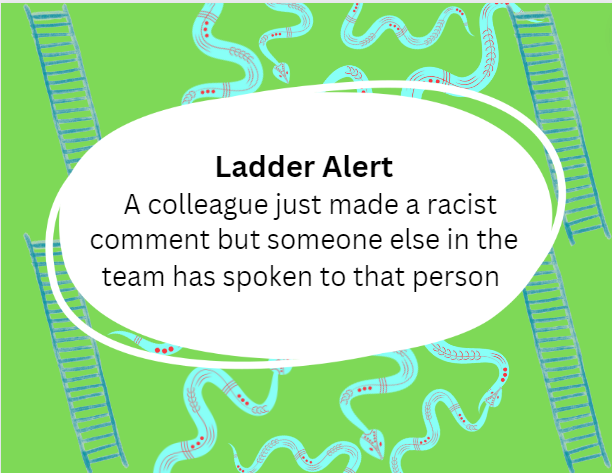 Ladder Alert
A colleague just made a racist
comment but someone else in the
team has spoken to that person